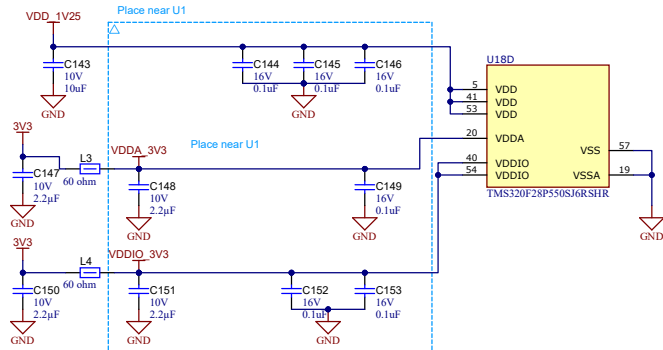 VDD_1V25
Place near U1
C143
10V
10uF
GND
C144
16V
0.1uF
C145
16V
0.1uF
C146
16V
0.1uF
GND
U18D
5
41
53
VDD
VDD
VDD
20
VDDA
40
54
VDDIO
VDDIO
VSS
57
VSSA
19
TMS320F28P550SJ6RSHR
GND
3V3
L3
60 ohm
VDDA_3V3
Place near U1
C147
10V
2.2µF
GND
C148
10V
2.2µF
GND
C149
16V
0.1uF
GND
3V3
L4
60 ohm
VDDIO_3V3
C150
10V
2.2µF
GND
C151
10V
2.2µF
GND
C152
16V
0.1uF
C153
16V
0.1uF
GND